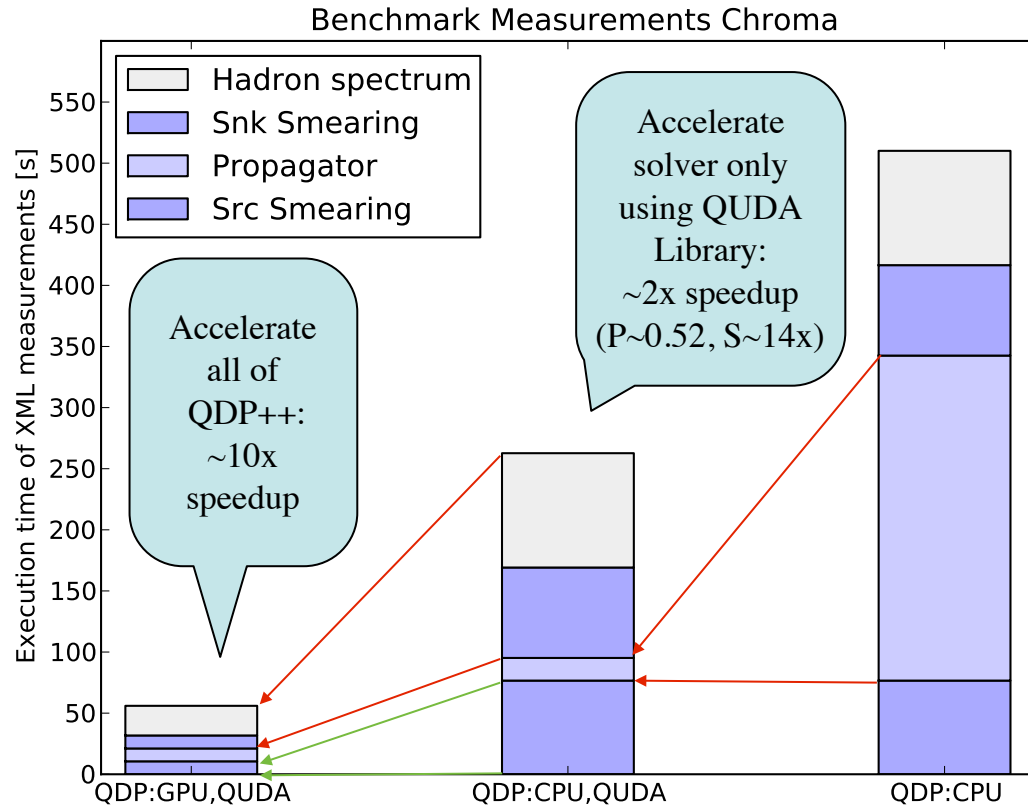 Benchmark Measurements Chroma
Execution time of XML measurements [s]
550
500
450
400
350
300
250
200
150
100
50
0
Hadron spectrum
Snk Smearing
Propagator
Src Smearing
Accelerate
all of
QDP++:
~10x
speedup
Accelerate
solver only
using QUDA
Library:
~2x speedup
(P~0.52, S~14x)
QDP:GPU,QUDA
QDP:CPU,QUDA
QDP:CPU